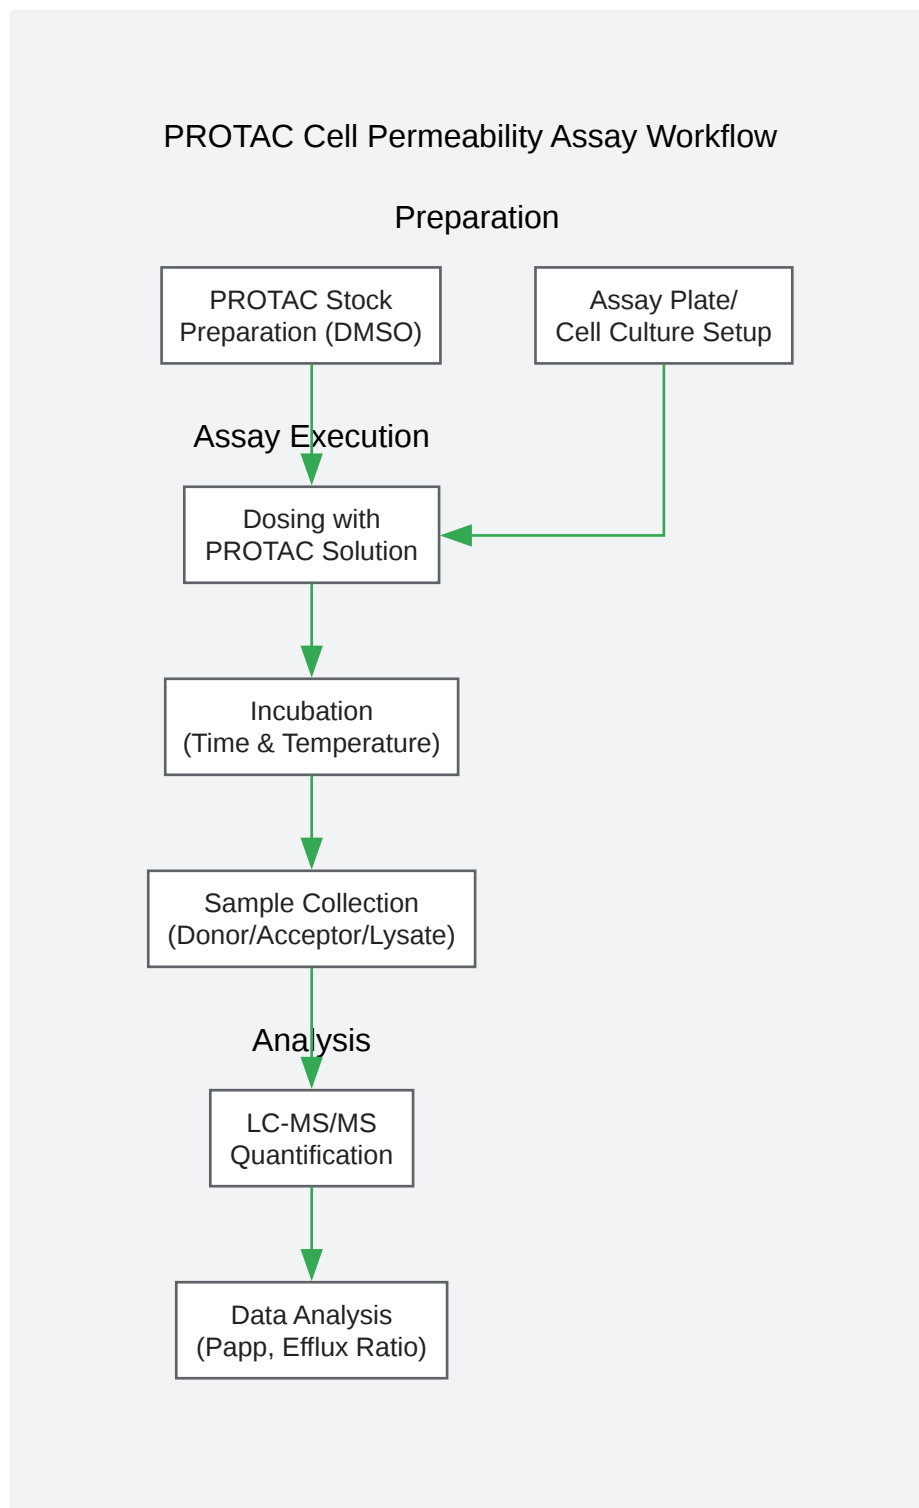 PROTAC Cell Permeability Assay Workflow
Preparation
PROTAC Stock
Preparation (DMSO)
Assay Plate/
Cell Culture Setup
Assay Execution
Dosing with
PROTAC Solution
Incubation
(Time & Temperature)
Sample Collection
(Donor/Acceptor/Lysate)
Analysis
LC-MS/MS
Quantification
Data Analysis
(Papp, Efflux Ratio)